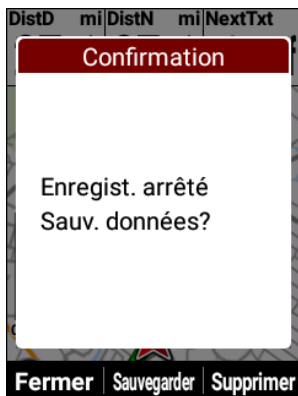 DistD mi DistN mi NextTxt
Confirmation
Enregist. arrêté
Sauv. données?
Fermer Sauvegarder Supprimer